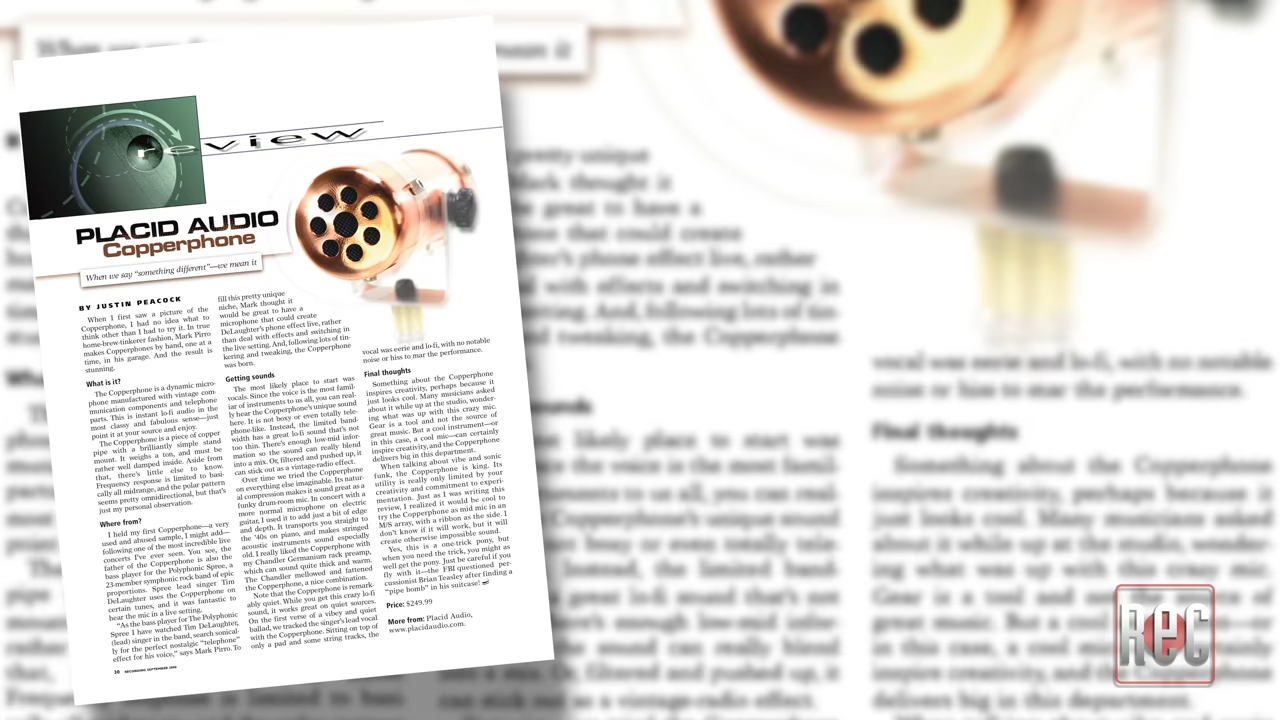 review
PLACID AUDIO
Copperphone
When we say “something different”—we mean it
BY JUSTIN PEACOCK
When I first saw a picture of the
Copperphone, I had no idea what to
think other than I had to try it. In true
home-brew-tinkerer fashion, Mark Pirro
makes Copperphones by hand, one at a
time, in his garage. And the result is
stunning.
What is it?
The Copperphone is a dynamic micro-
phone manufactured with vintage com-
munication components and telephone
parts. This is instant lo-fi audio in the
most classy and fabulous sense—just
point it at your source and enjoy.
The Copperphone is a piece of copper
pipe with a brilliantly simple stand
mount. It weighs a ton, and must be
rather well damped inside. Aside from
that, there's little else to know.
Frequency response is limited to basi-
cally all midrange, and the polar pattern
seems pretty omnidirectional, but that's
just my personal observation.
Where from?
I held my first Copperphone—a very
used and abused sample, I might add—
following one of the most incredible live
concerts I've ever seen. You see, the
father of the Copperphone is also the
bass player for the Polyphonic Spree, a
23-member symphonic rock band of epic
proportions. Spree lead singer Tim
DeLaughter uses the Copperphone on
certain tunes, and it was fantastic to
hear the mic in a live setting.
“As the bass player for The Polyphonic
Spree I have watched Tim DeLaughter,
(lead) singer in the band, search sonical-
ly for the perfect nostalgic “telephone”
effect for his voice,” says Mark Pirro. To
fill this pretty unique
niche, Mark thought it
would be great to have a
microphone that could create
DeLaughter's phone effect live, rather
than deal with effects and switching in
the live setting. And, following lots of tin-
kering and tweaking, the Copperphone
was born.
Getting sounds
The most likely place to start was
vocals. Since the voice is the most famil-
iar of instruments to us all, you can real-
ly hear the Copperphone's unique sound
here. It is not boxy or even totally tele-
phone-like. Instead, the limited band-
width has a great lo-fi sound that's not
too thin. There's enough low-mid infor-
mation so the sound can really blend
into a mix. Or, filtered and pushed up, it
can stick out as a vintage-radio effect.
Over time we tried the Copperphone
on everything else imaginable. Its natur-
al compression makes it sound great as a
funky drum-room mic. In concert with a
more normal microphone on electric
guitar, I used it to add just a bit of edge
and depth. It transports you straight to
the '40s on piano, and makes stringed
acoustic instruments sound especially
old. I really liked the Copperphone with
my Chandler Germanium rack preamp,
which can sound quite thick and warm.
The Chandler mellowed and fattened
the Copperphone, a nice combination.
Note that the Copperphone is remark-
ably quiet. While you get this crazy lo-fi
sound, it works great on quiet sources.
On the first verse of a vibey and quiet
ballad, we tracked the singer's lead vocal
with the Copperphone. Sitting on top of
only a pad and some string tracks, the
vocal was eerie and lo-fi, with no notable
noise or hiss to mar the performance.
Final thoughts
Something about the Copperphone
inspires creativity, perhaps because it
just looks cool. Many musicians asked
about it while up at the studio, wonder-
ing what was up with this crazy mic.
Gear is a tool and not the source of
great music. But a cool instrument—or
in this case, a cool mic—can certainly
inspire creativity, and the Copperphone
delivers big in this department.
When talking about vibe and sonic
funk, the Copperphone is king. Its
utility is really only limited by your
creativity and commitment to experi-
mentation. Just as I was writing this
review, I realized it would be cool to
try the Copperphone as mid mic in an
M/S array, with a ribbon as the side. I
don't know if it will work, but it will
create otherwise impossible sound.
Yes, this is a one-trick pony, but
when you need the trick, you might as
well get the pony. Just be careful if you
fly with it—the FBI questioned per-
cussionist Brian Teasley after finding a
“pipe bomb” in his suitcase!
Price: $249.99
More from: Placid Audio,
www.placidaudio.com.
30 RECORDING SEPTEMBER 2006
REC